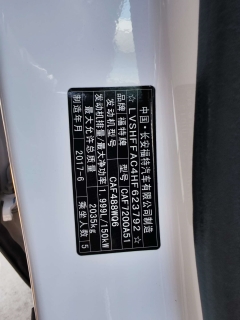 中国·长安福特汽车有限公司制造
☆LVSHFFAC4HF623792☆
品牌 福特牌 型号 CAF7200A51
发动机型号 CAF488WQ6
发动机排量/最大净功率 1.999L/150kW
最大允许总质量 2035kg
制造年月 2017-6 乘坐人数 5